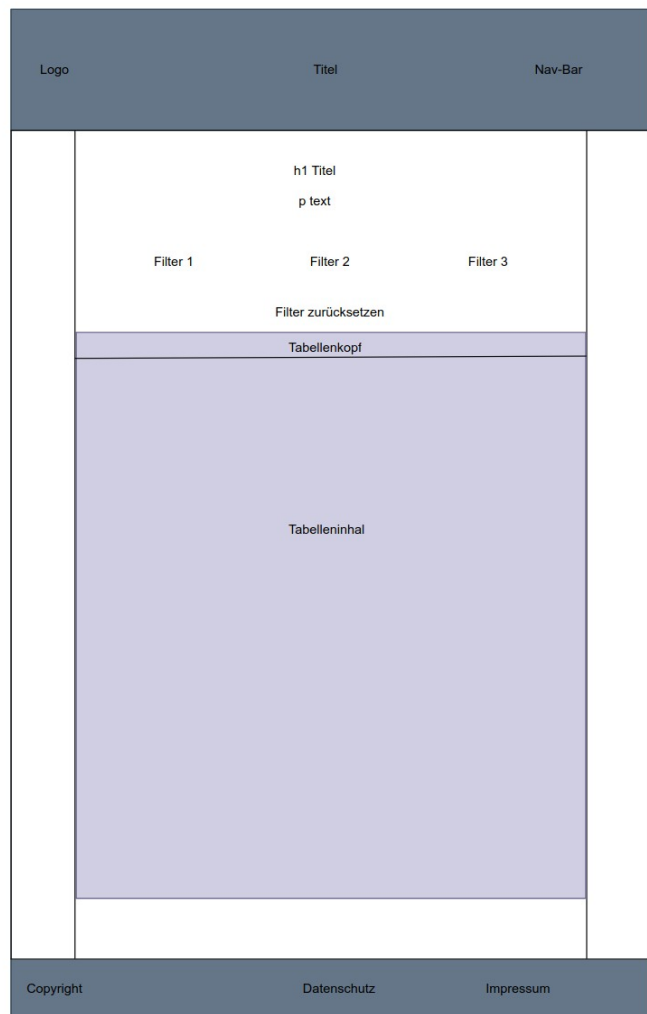 Logo Titel Nav-Bar
h1 Titel
p text
Filter 1 Filter 2 Filter 3
Filter zurücksetzen
Tabellenkopf
Tabelleninhal
Copyright Datenschutz Impressum